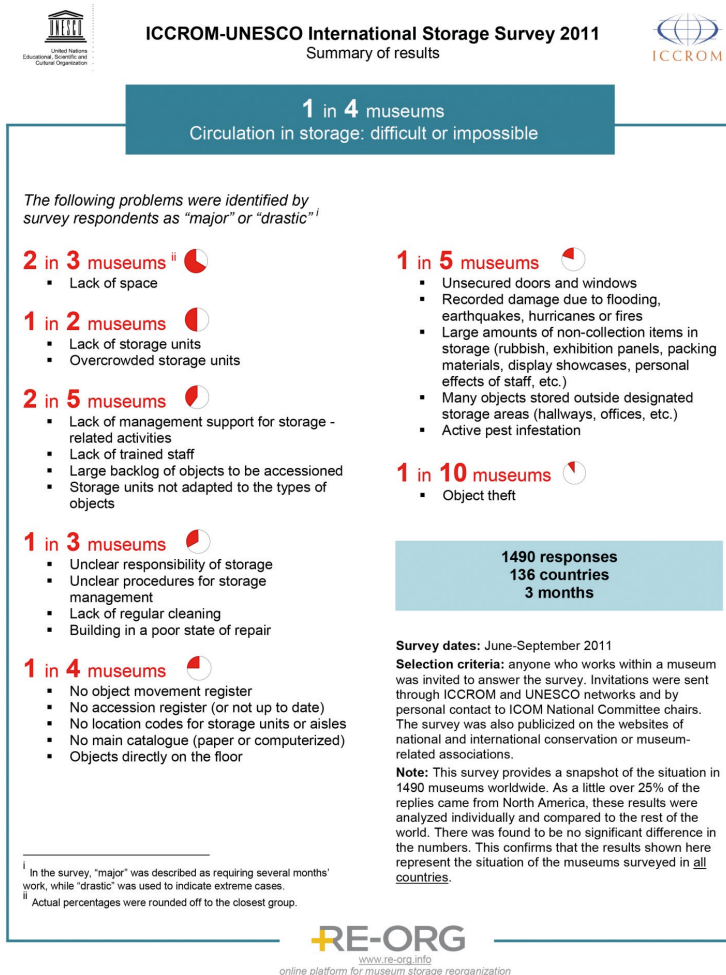 UNESCO
United Nations
Educational, Scientific and
Cultural Organization
ICCROM-UNESCO International Storage Survey 2011
Summary of results
ICCROM
1 in 4 museums
Circulation in storage: difficult or impossible
The following problems were identified by
survey respondents as “major” or “drastic” i
2 in 3 museums ii
▪ Lack of space
1 in 2 museums
▪ Lack of storage units
▪ Overcrowded storage units
2 in 5 museums
▪ Lack of management support for storage -
related activities
▪ Lack of trained staff
▪ Large backlog of objects to be accessioned
▪ Storage units not adapted to the types of
objects
1 in 3 museums
▪ Unclear responsibility of storage
▪ Unclear procedures for storage
management
▪ Lack of regular cleaning
▪ Building in a poor state of repair
1 in 4 museums
▪ No object movement register
▪ No accession register (or not up to date)
▪ No location codes for storage units or aisles
▪ No main catalogue (paper or computerized)
▪ Objects directly on the floor
i In the survey, “major” was described as requiring several months’
work, while “drastic” was used to indicate extreme cases.
ii Actual percentages were rounded off to the closest group.
1 in 5 museums
▪ Unsecured doors and windows
▪ Recorded damage due to flooding,
earthquakes, hurricanes or fires
▪ Large amounts of non-collection items in
storage (rubbish, exhibition panels, packing
materials, display showcases, personal
effects of staff, etc.)
▪ Many objects stored outside designated
storage areas (hallways, offices, etc.)
▪ Active pest infestation
1 in 10 museums
▪ Object theft
1490 responses
136 countries
3 months
Survey dates: June-September 2011
Selection criteria: anyone who works within a museum
was invited to answer the survey. Invitations were sent
through ICCROM and UNESCO networks and by
personal contact to ICOM National Committee chairs.
The survey was also publicized on the websites of
national and international conservation or museum-
related associations.
Note: This survey provides a snapshot of the situation in
1490 museums worldwide. As a little over 25% of the
replies came from North America, these results were
analyzed individually and compared to the rest of the
world. There was found to be no significant difference in
the numbers. This confirms that the results shown here
represent the situation of the museums surveyed in all
countries.
RE-ORG
www.re-org.info
online platform for museum storage reorganization